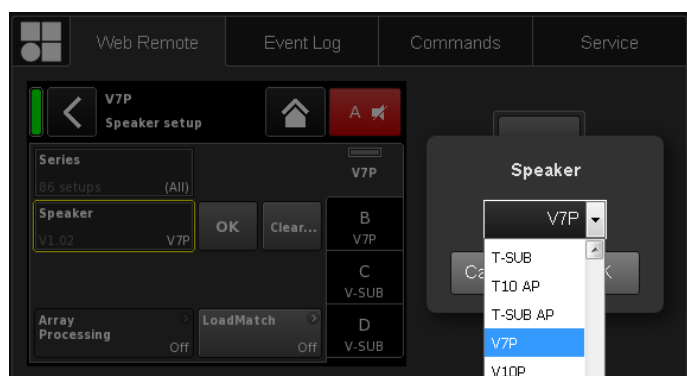 Web Remote
Event Log
Commands
Service
V7P
Speaker setup
A
Series
86 setups (All)
V7P
Speaker
V1.02 V7P
OK
Clear...
B
V7P
C
V-SUB
Array Processing
Off
LoadMatch
Off
D
V-SUB
Speaker
V7P
Ca
K
T-SUB
T10 AP
T-SUB AP
V7P
V10P